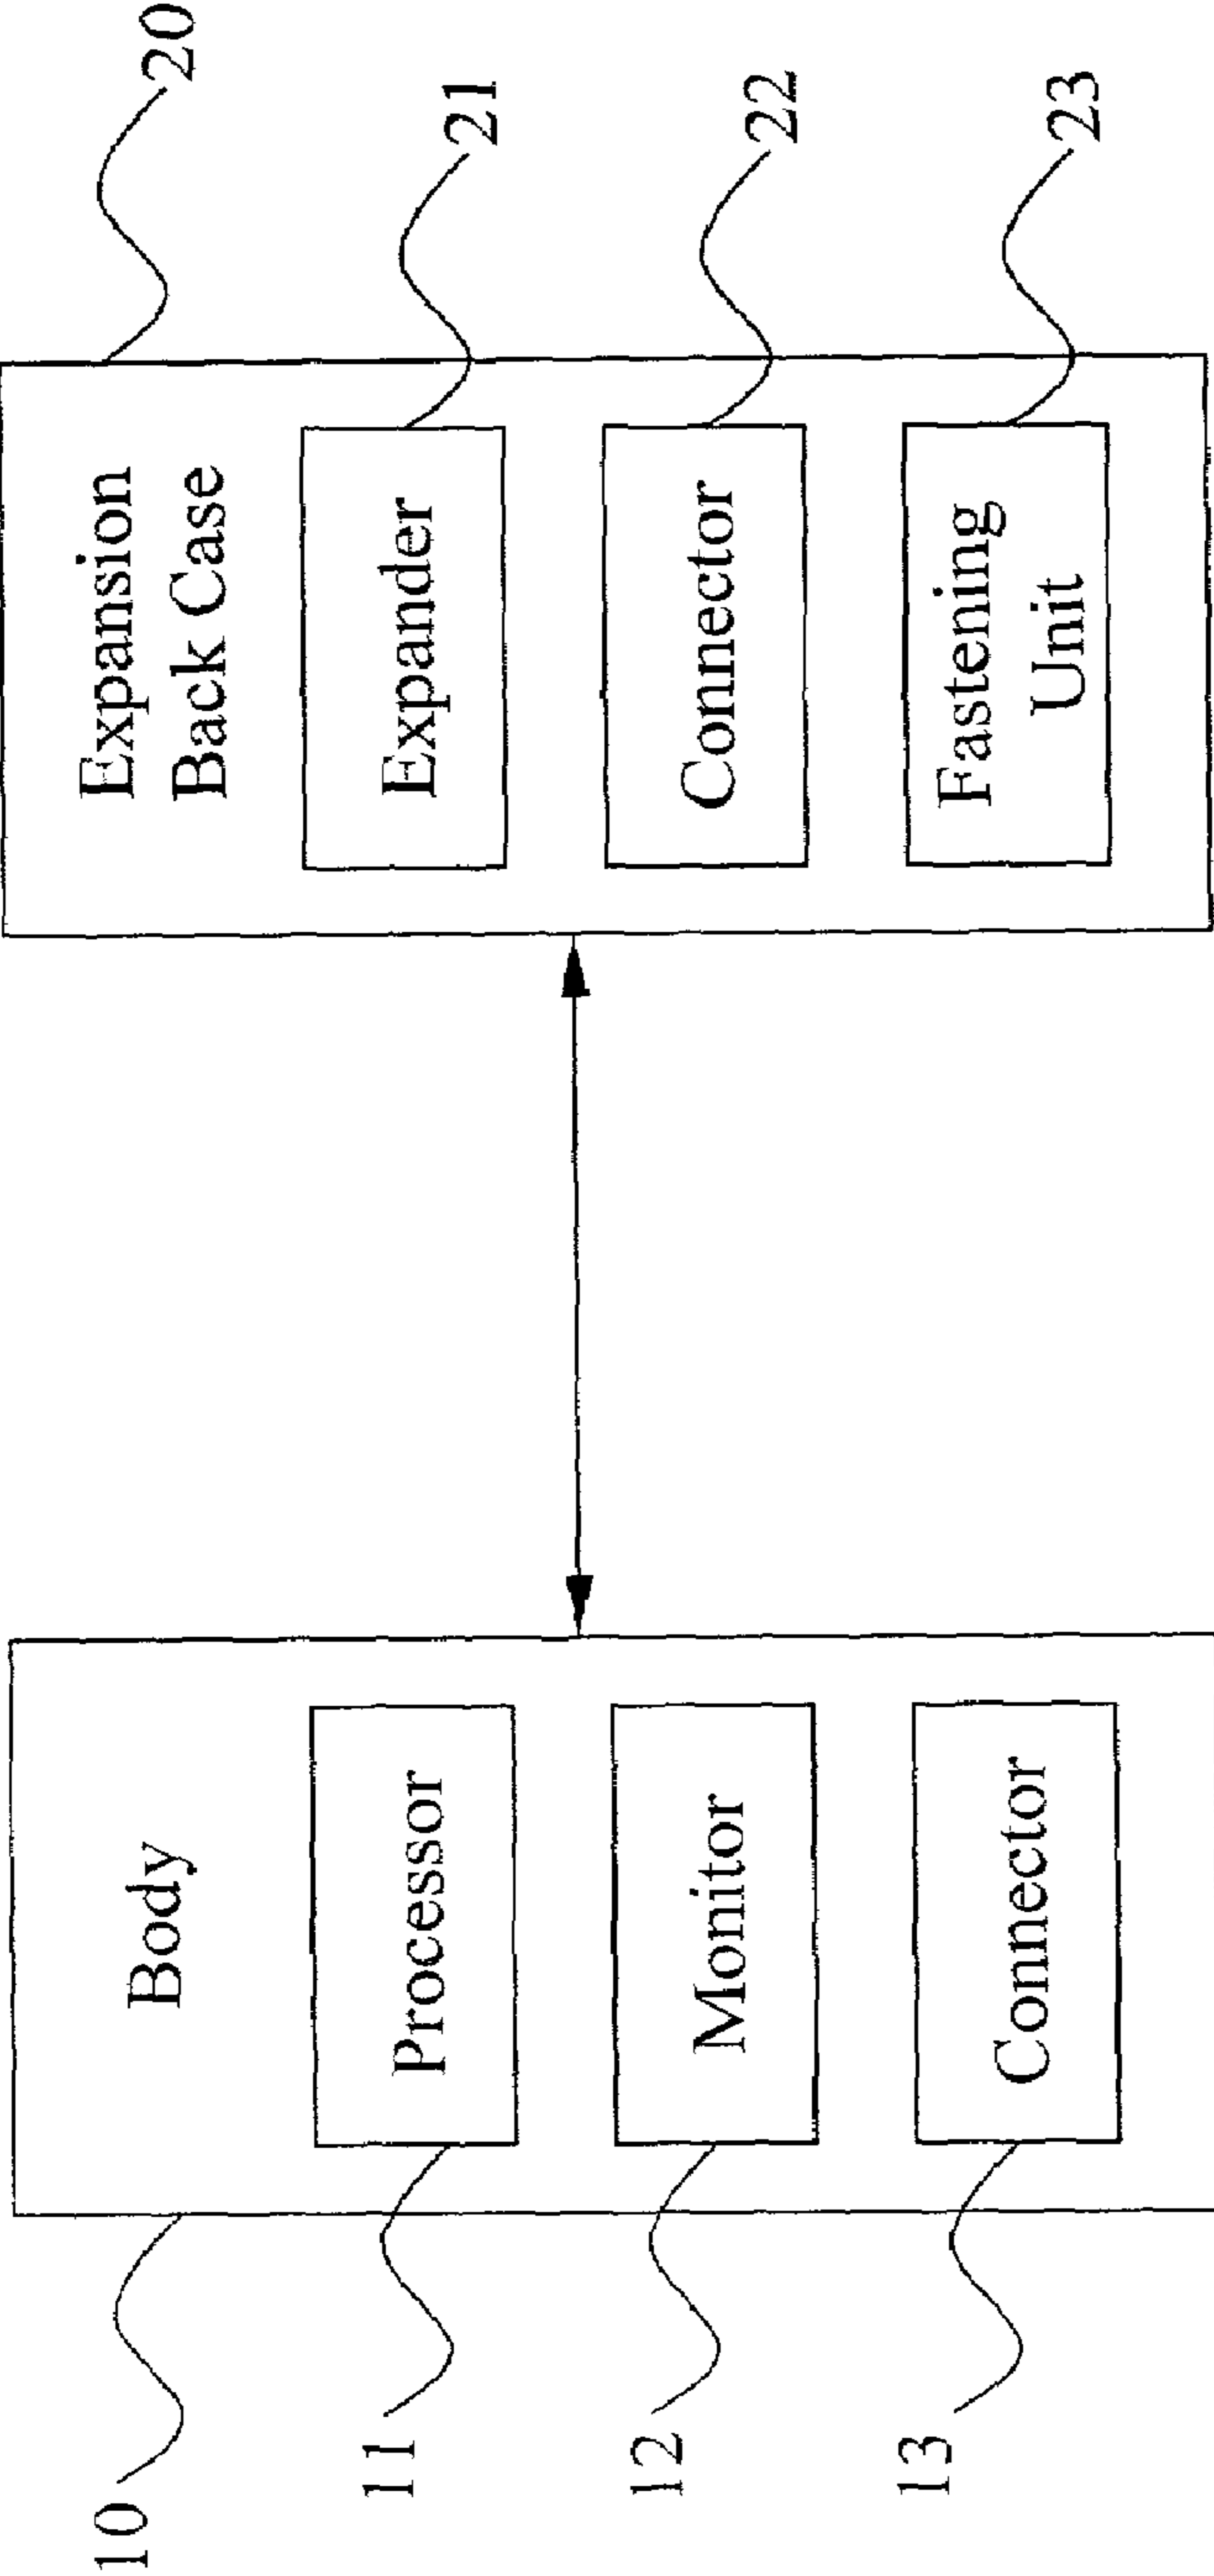 10
Body
11
Processor
12
Monitor
13
Connector
Expansion
Back Case
20
Expander
21
Connector
22
Fastening
Unit
23